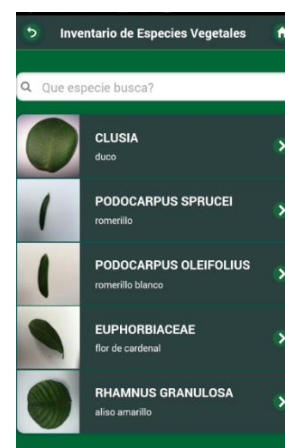 Inventario de Especies Vegetales
Que especie busca?
CLUSIA
duco
PODOCARPUS SPRUCEI
romerillo
PODOCARPUS OLEIFOLIUS
romerillo blanco
EUPHORBIACEAE
flor de cardenal
RHAMNUS GRANULOSA
aliso amarillo